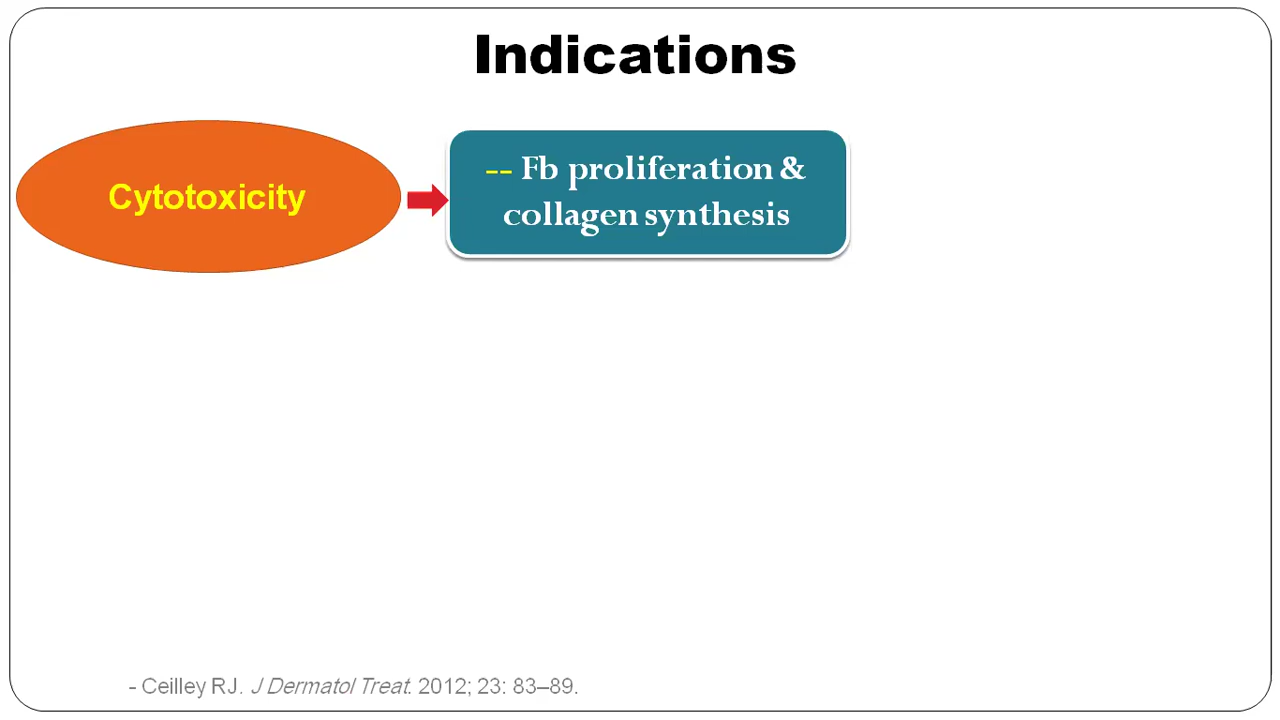 Indications
Cytotoxicity
-- Fb proliferation &
collagen synthesis
- Ceilley RJ. J Dermatol Treat. 2012; 23: 83–89.